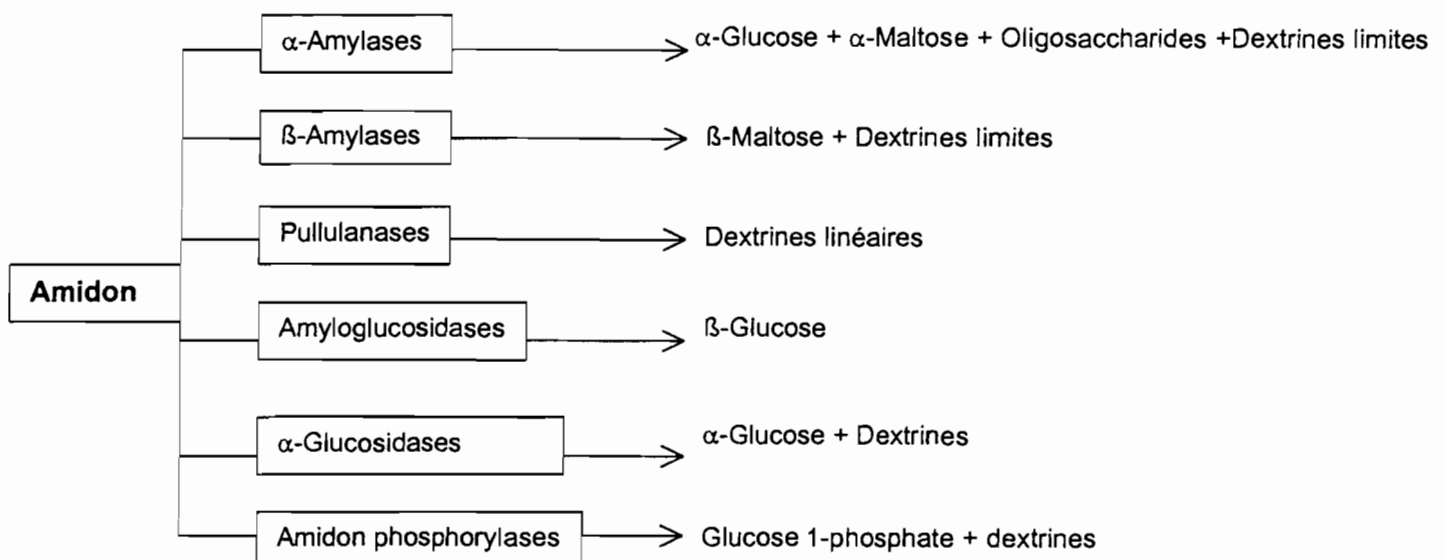 α-Amylases
α-Glucose + α-Maltose + Oligosaccharides +Dextrines limites
ß-Amylases
ß-Maltose + Dextrines limites
Pullulanases
Dextrines linéaires
Amidon
Amyloglucosidases
ß-Glucose
α-Glucosidases
α-Glucose + Dextrines
Amidon phosphorylases
Glucose 1-phosphate + dextrines